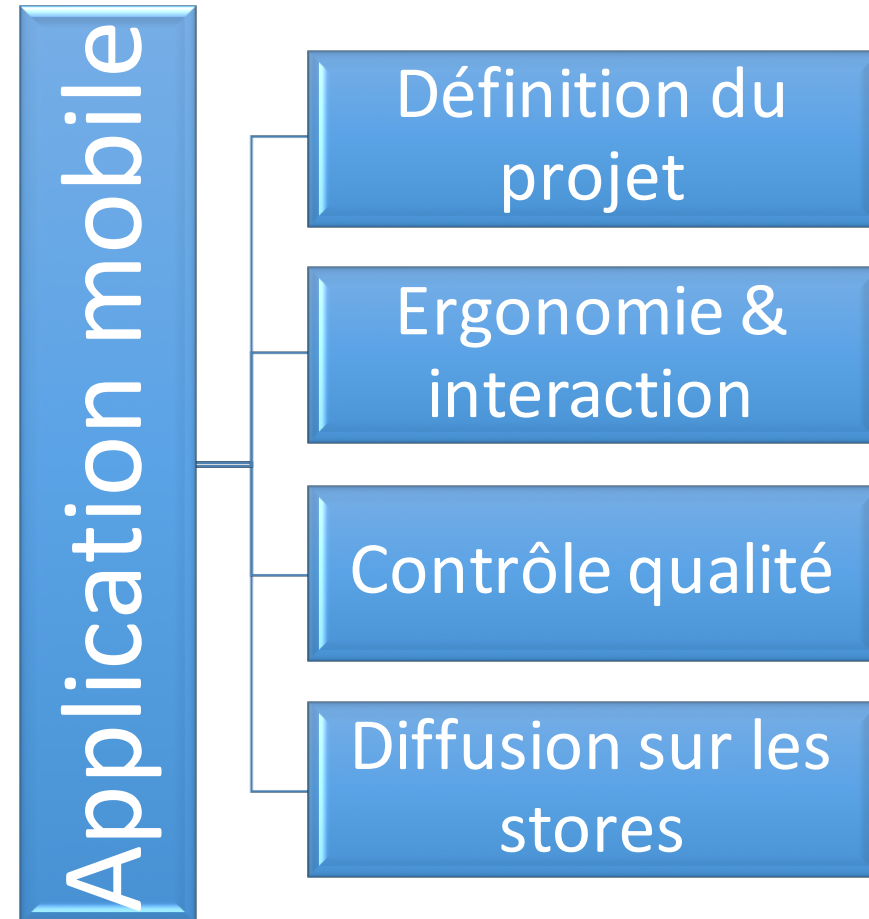 Application mobile
Définition du
projet
Ergonomie &
interaction
Contrôle qualité
Diffusion sur les
stores